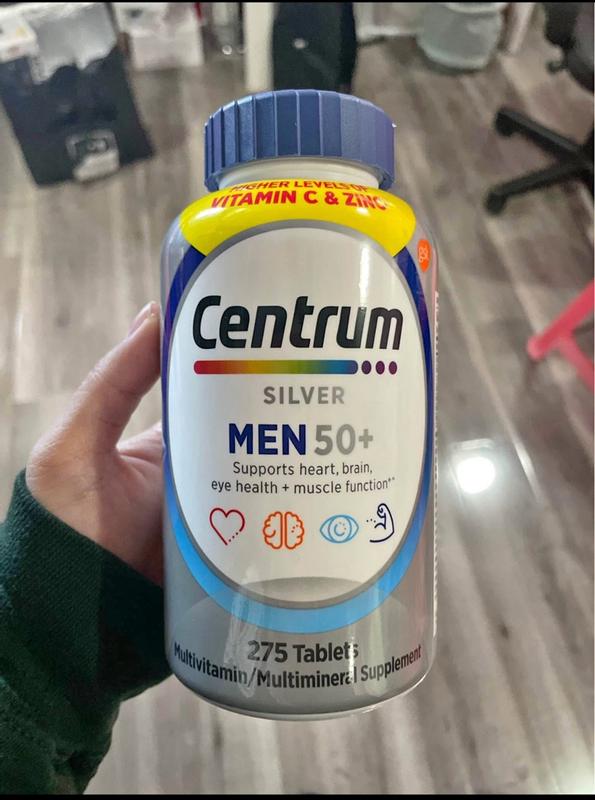 HIGHER LEVELS OF
VITAMIN C & ZINC^
Centrum
SILVER
MEN 50+
Supports heart, brain,
eye health + muscle function**
275 Tablets
Multivitamin/Multimineral Supplement